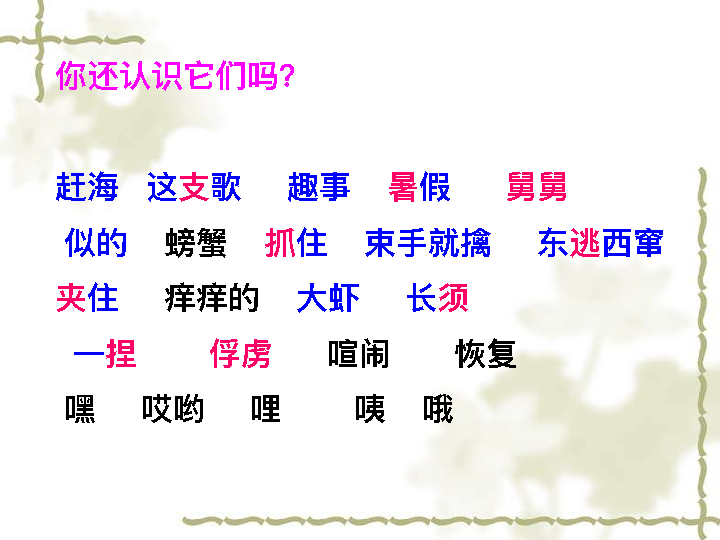 你还认识它们吗?
赶海 这支歌 趣事 暑假 舅舅
似的 螃蟹 抓住 束手就擒 东逃西窜
夹住 痒痒的 大虾 长须
一捏 俘虏 喧闹 恢复
嘿 哎哟 哩 咦 哦